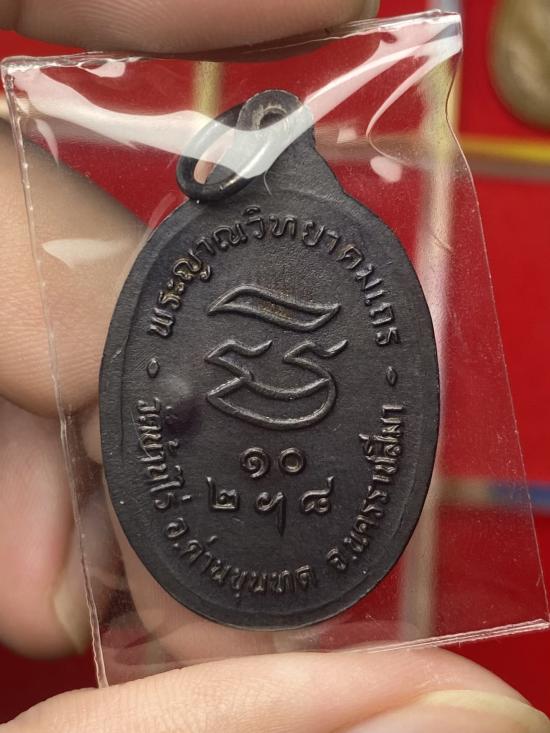 พระญาณวิทยาคมเถร
๑๐
๒ ฯ ๘
วัดบ้านไร่ อ.ด่านขุนทด จ.นครราชสีมา